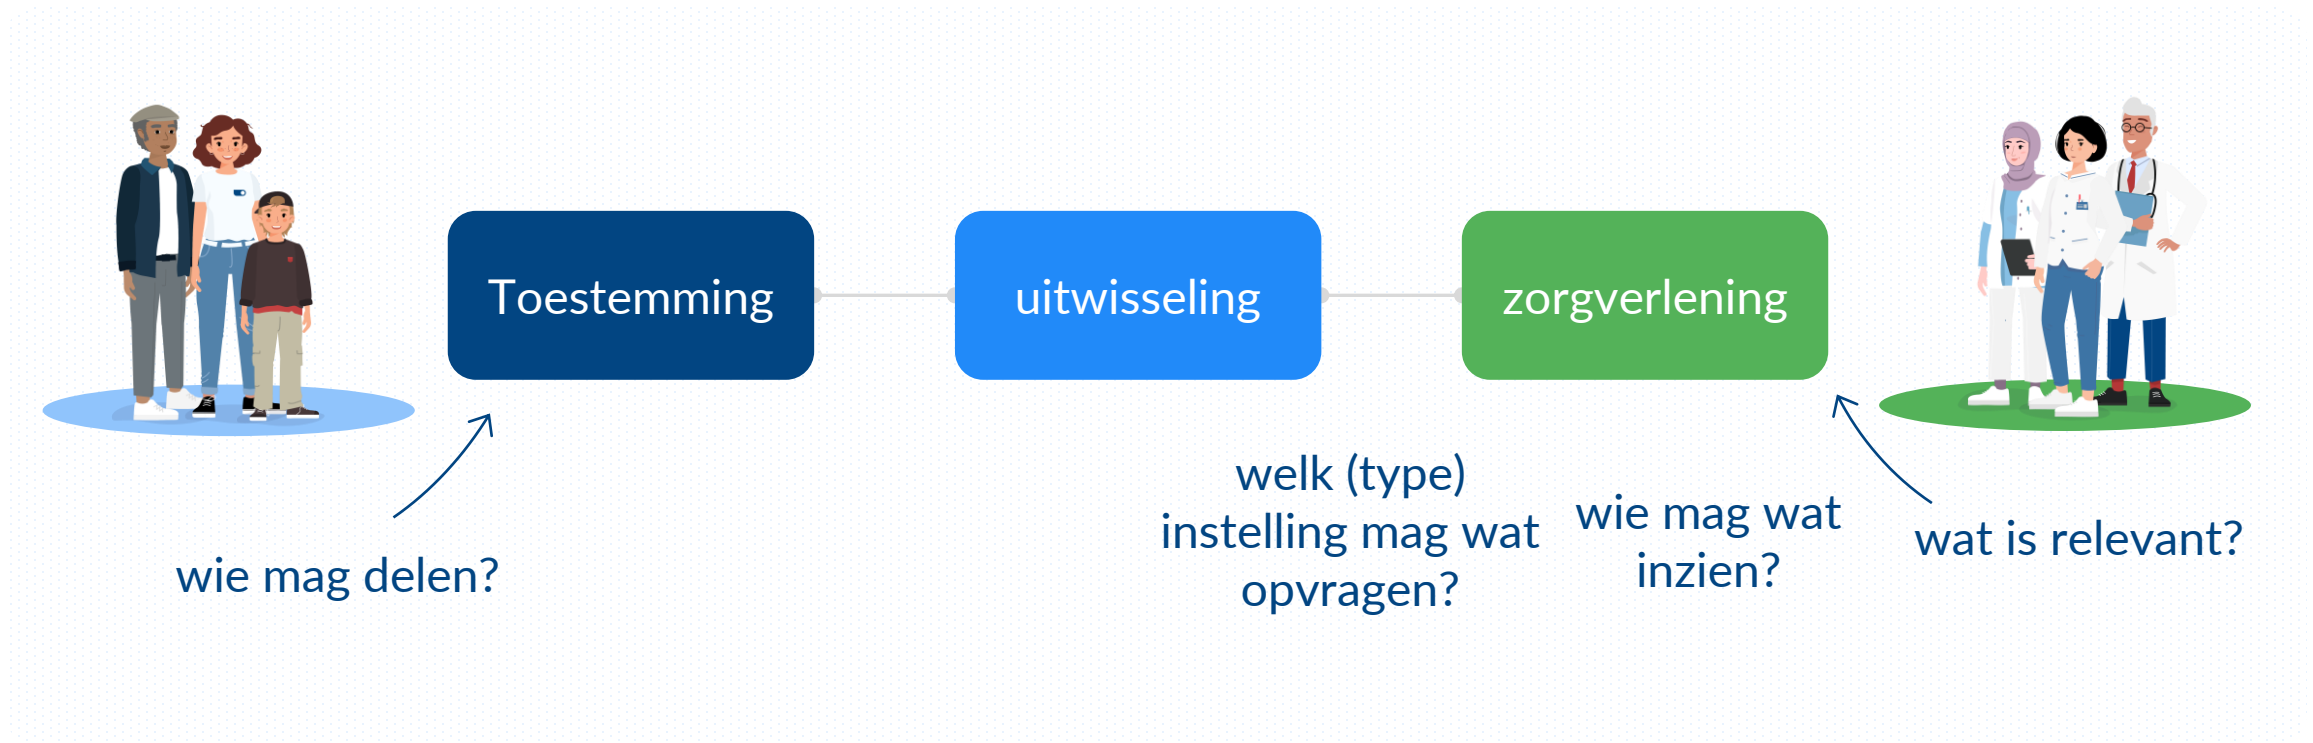 Toestemming
uitwisseling
zorgverlening
wie mag delen?
welk (type)
instelling mag wat
opvragen?
wie mag wat
inzien?
wat is relevant?